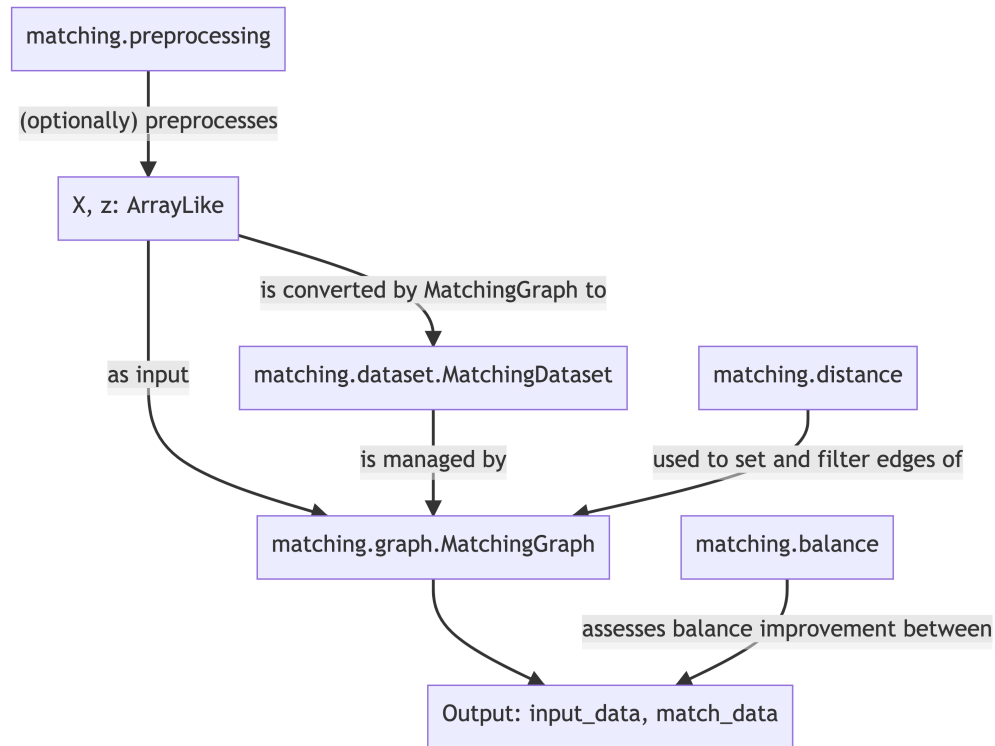 matching.preprocessing
(optionally) preprocesses
X, z: ArrayLike
is converted by MatchingGraph to
as input
matching.dataset.MatchingDataset
matching.distance
is managed by
used to set and filter edges of
matching.graph.MatchingGraph
matching.balance
assesses balance improvement between
Output: input_data, match_data